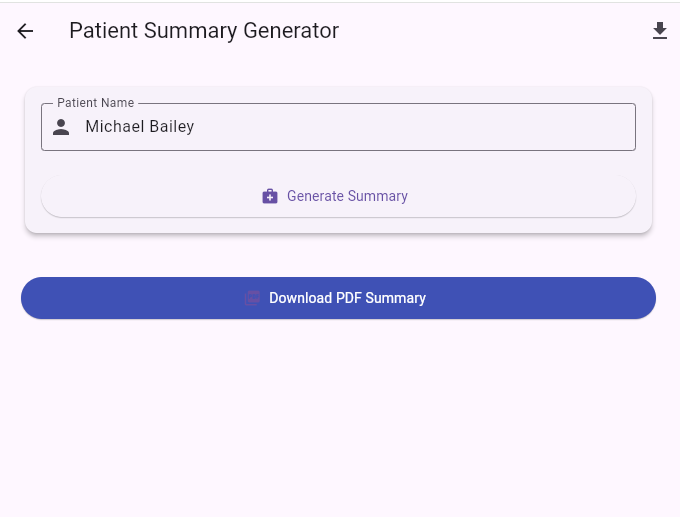 Patient Summary Generator
Patient Name
Michael Bailey
Generate Summary
Download PDF Summary